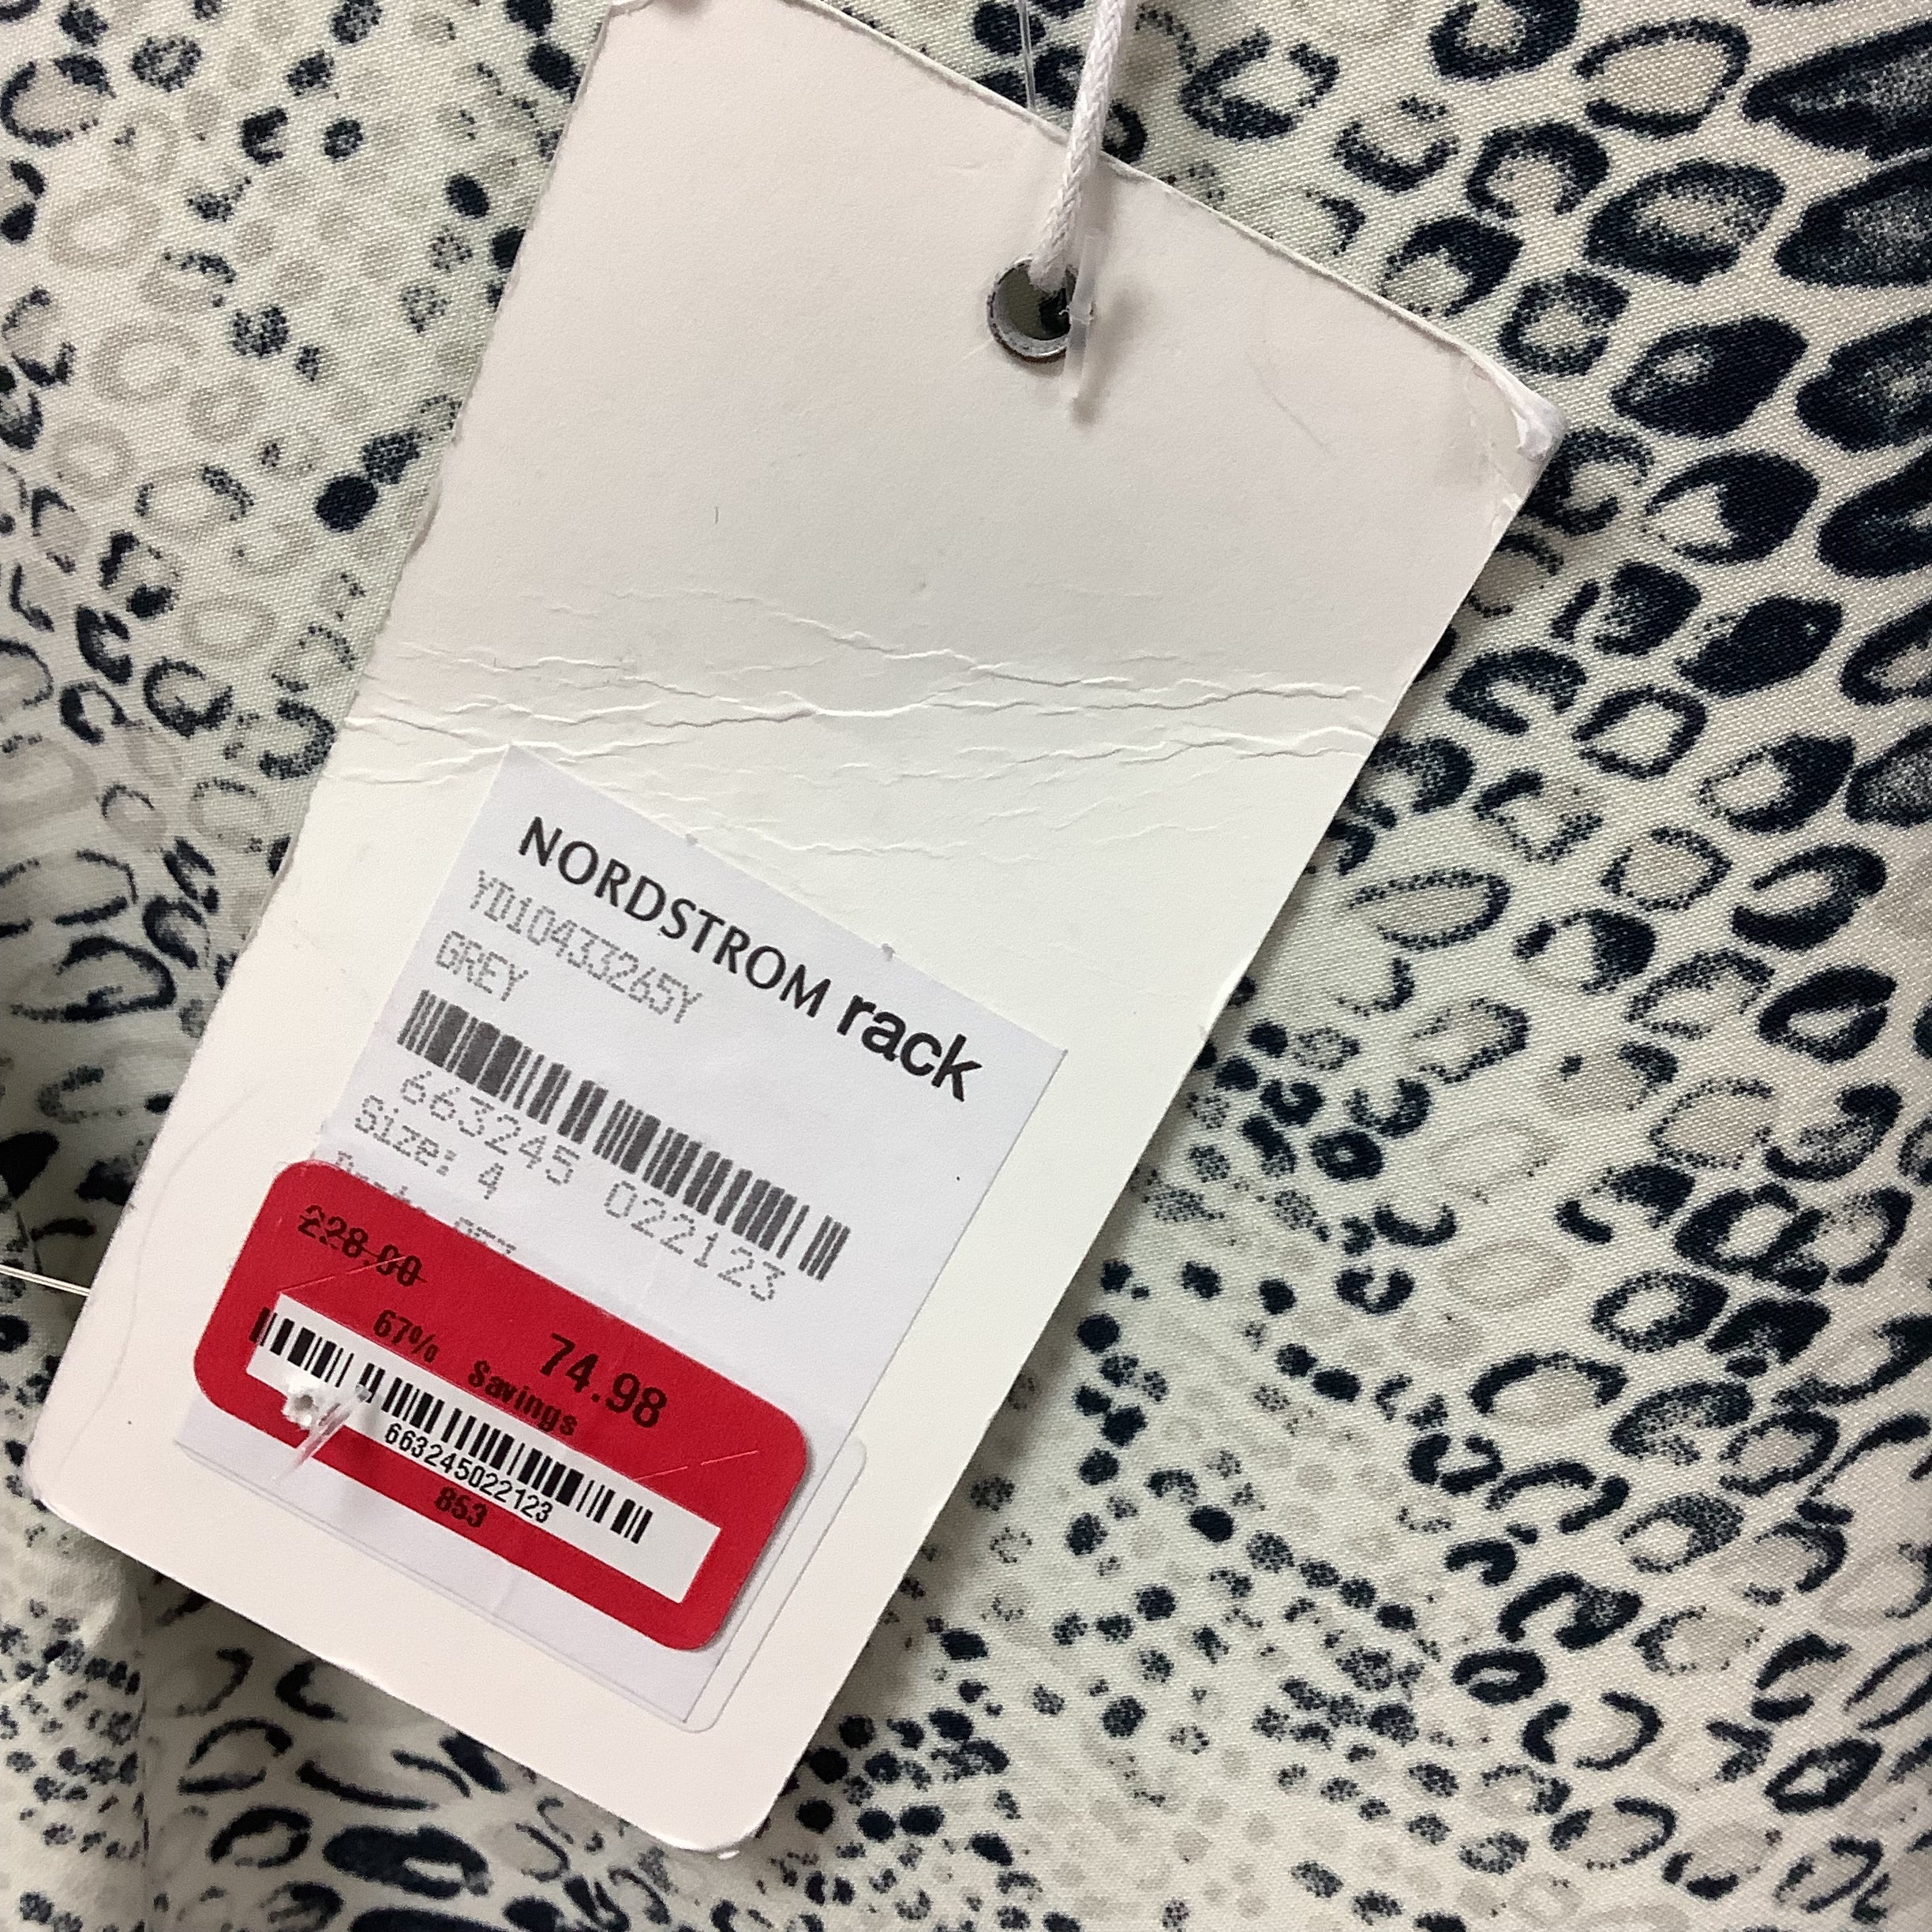 NORDSTROM rack
YD10433265Y
GREY
663245 022123
Size: 4
228.00
74.98
67% Savings
663245022123
853